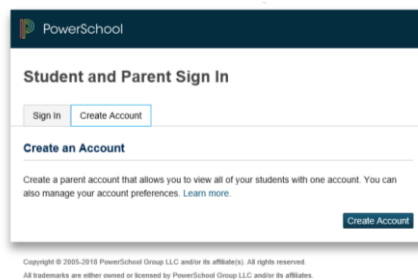 PowerSchool
Student and Parent Sign In
Sign In
Create Account
Create an Account
Create a parent account that allows you to view all of your students with one account. You can
also manage your account preferences. Learn more.
Create Account
Copyright © 2005-2018 PowerSchool Group LLC and/or its affiliate(s). All rights reserved.
All trademarks are either owned or licensed by PowerSchool Group LLC and/or its affiliates.